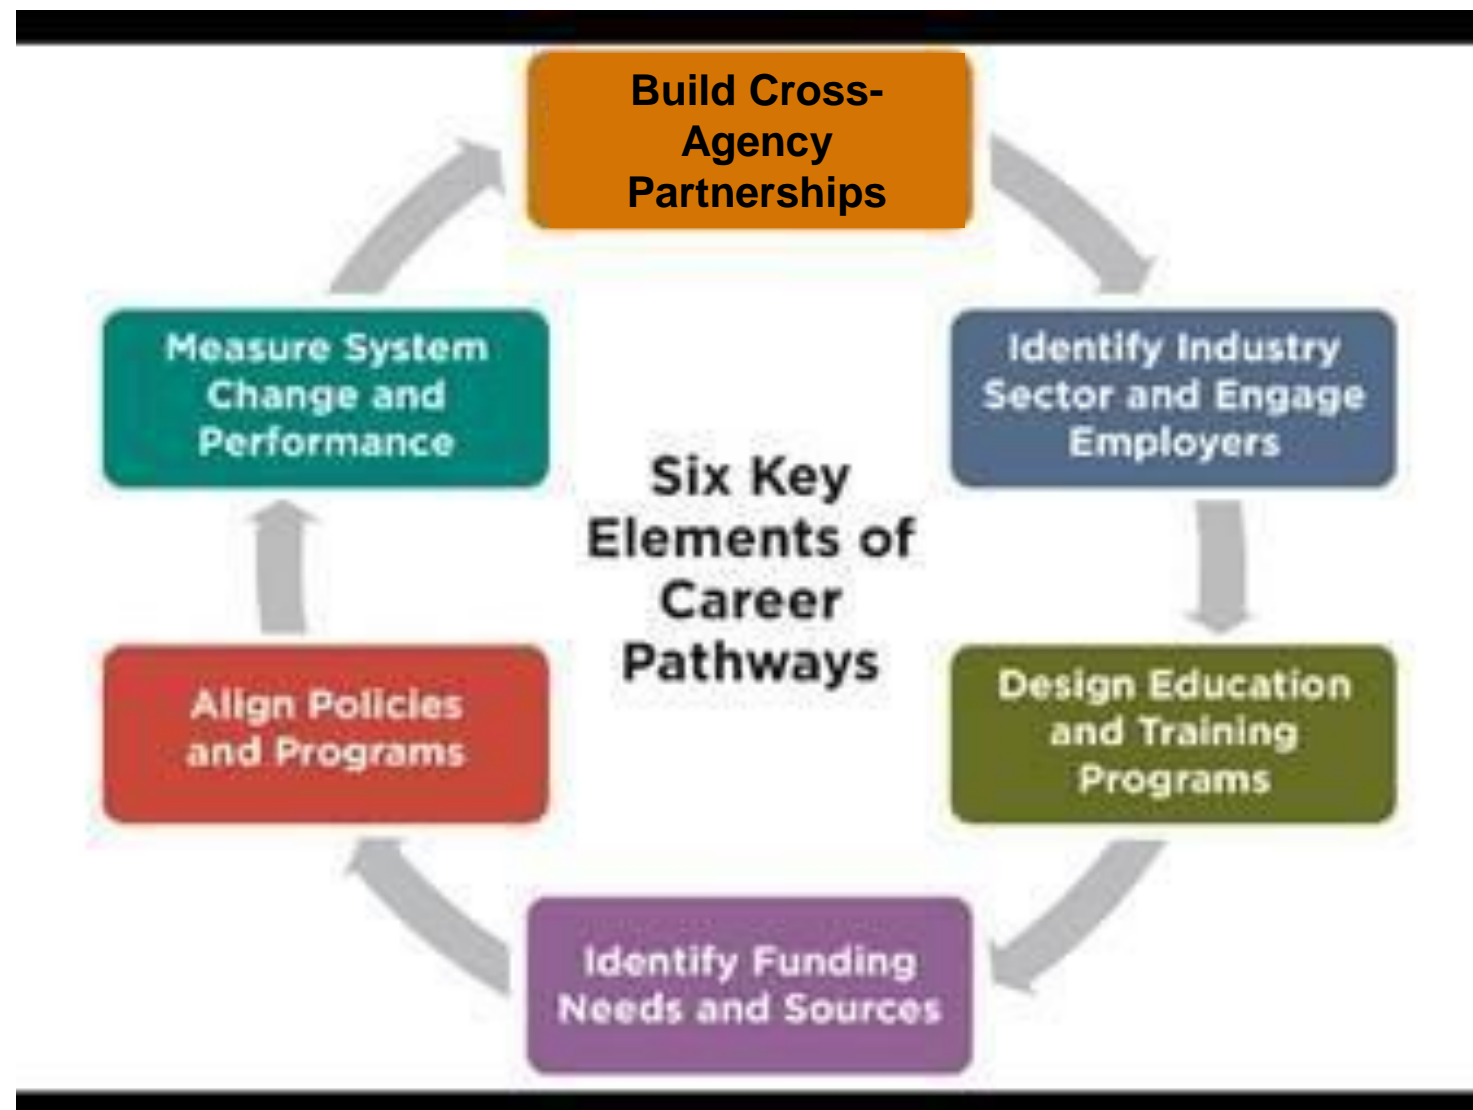 Build Cross-
Agency
Partnerships
Identify Industry
Sector and Engage
Employers
Design Education
and Training
Programs
Identify Funding
Needs and Sources
Align Policies
and Programs
Measure System
Change and
Performance
Six Key
Elements of
Career
Pathways